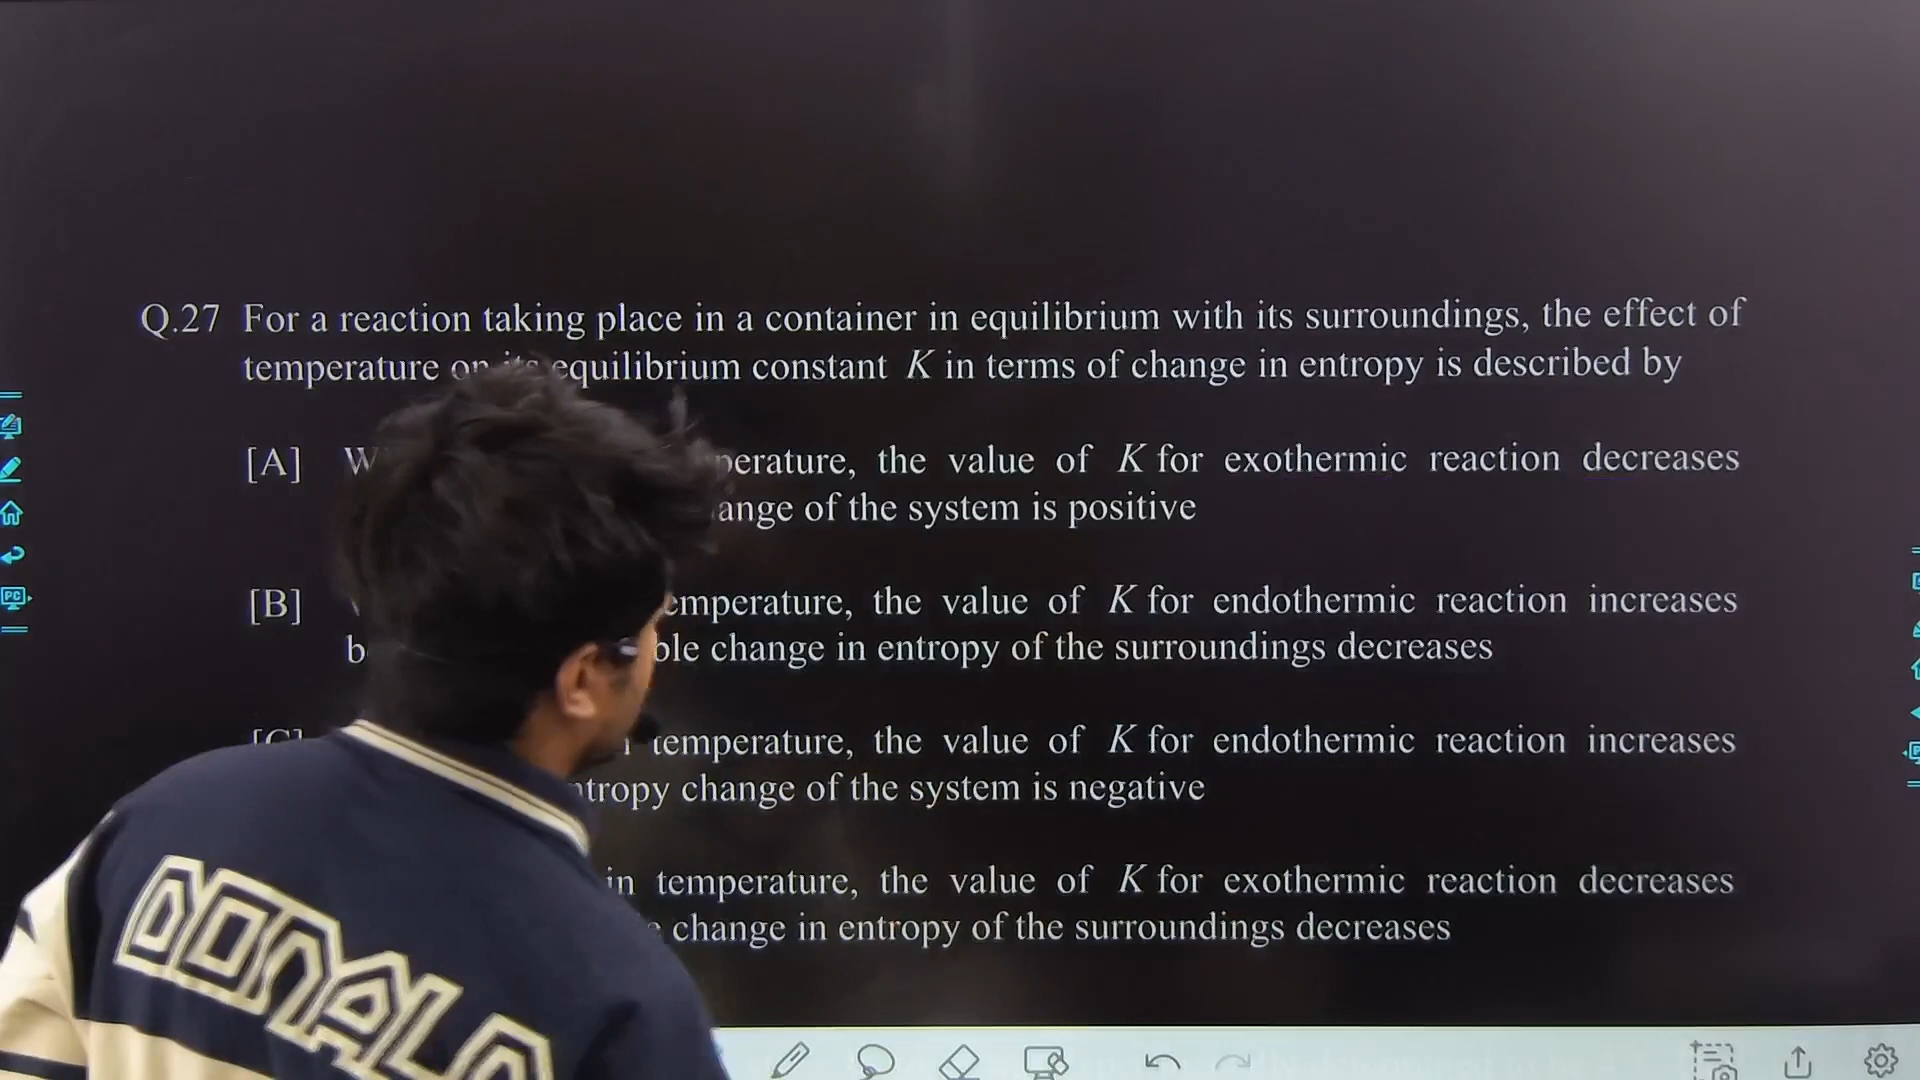 Q.27 For a reaction taking place in a container in equilibrium with its surroundings, the effect of
temperature on its equilibrium constant K in terms of change in entropy is described by
[A] perature, the value of K for exothermic reaction decreases
ange of the system is positive
[B] emperature, the value of K for endothermic reaction increases
ble change in entropy of the surroundings decreases
[C] temperature, the value of K for endothermic reaction increases
ntropy change of the system is negative
in temperature, the value of K for exothermic reaction decreases
change in entropy of the surroundings decreases
PC